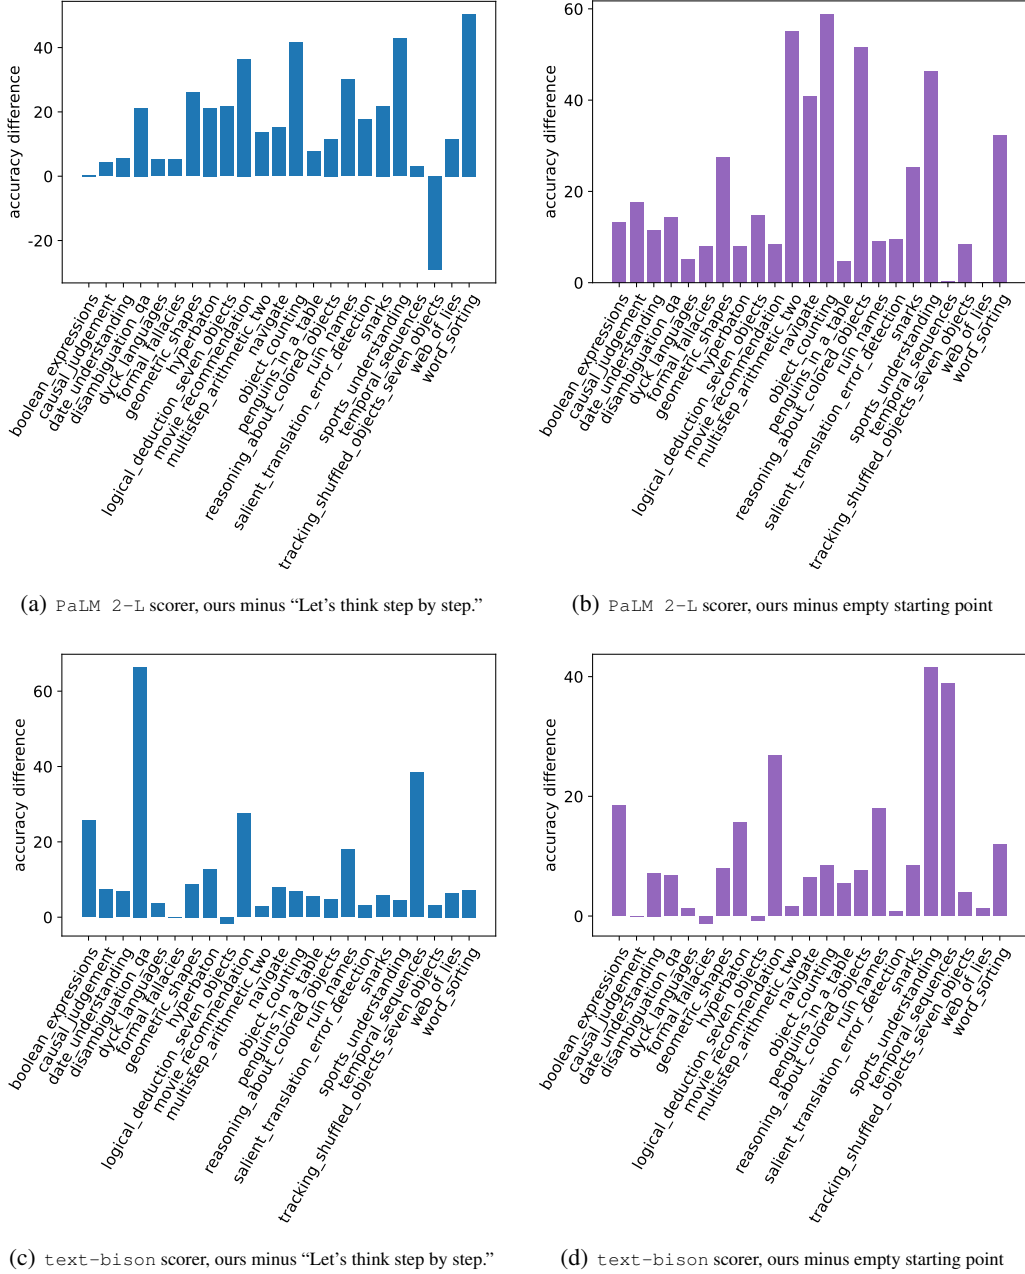 accuracy difference
40
20
0
-20
boolean_expressions
causal_judgement
date_understanding
disambiguation_qa
dyck_languages
formal_fallacies
geometric_shapes
hyperbaton
logical_deduction_seven_objects
movie_recommendation
multistep_arithmetic_two
navigate
object_counting
penguins_in_a_table
reasoning_about_colored_objects
ruin_names
salient_translation_error_detection
snarks
sports_understanding
temporal_sequences
tracking_shuffled_objects_seven_objects
web_of_lies
word_sorting
(a) PaLM 2-L scorer, ours minus “Let’s think step by step.”
accuracy difference
60
40
20
0
boolean_expressions
causal_judgement
date_understanding
disambiguation_qa
dyck_languages
formal_fallacies
geometric_shapes
hyperbaton
logical_deduction_seven_objects
movie_recommendation
multistep_arithmetic_two
navigate
object_counting
penguins_in_a_table
reasoning_about_colored_objects
ruin_names
salient_translation_error_detection
snarks
sports_understanding
temporal_sequences
tracking_shuffled_objects_seven_objects
web_of_lies
word_sorting
(b) PaLM 2-L scorer, ours minus empty starting point
accuracy difference
60
40
20
0
boolean_expressions
causal_judgement
date_understanding
disambiguation_qa
dyck_languages
formal_fallacies
geometric_shapes
hyperbaton
logical_deduction_seven_objects
movie_recommendation
multistep_arithmetic_two
navigate
object_counting
penguins_in_a_table
reasoning_about_colored_objects
ruin_names
salient_translation_error_detection
snarks
sports_understanding
temporal_sequences
tracking_shuffled_objects_seven_objects
web_of_lies
word_sorting
(c) text-bison scorer, ours minus “Let’s think step by step.”
accuracy difference
40
20
0
boolean_expressions
causal_judgement
date_understanding
disambiguation_qa
dyck_languages
formal_fallacies
geometric_shapes
hyperbaton
logical_deduction_seven_objects
movie_recommendation
multistep_arithmetic_two
navigate
object_counting
penguins_in_a_table
reasoning_about_colored_objects
ruin_names
salient_translation_error_detection
snarks
sports_understanding
temporal_sequences
tracking_shuffled_objects_seven_objects
web_of_lies
word_sorting
(d) text-bison scorer, ours minus empty starting point